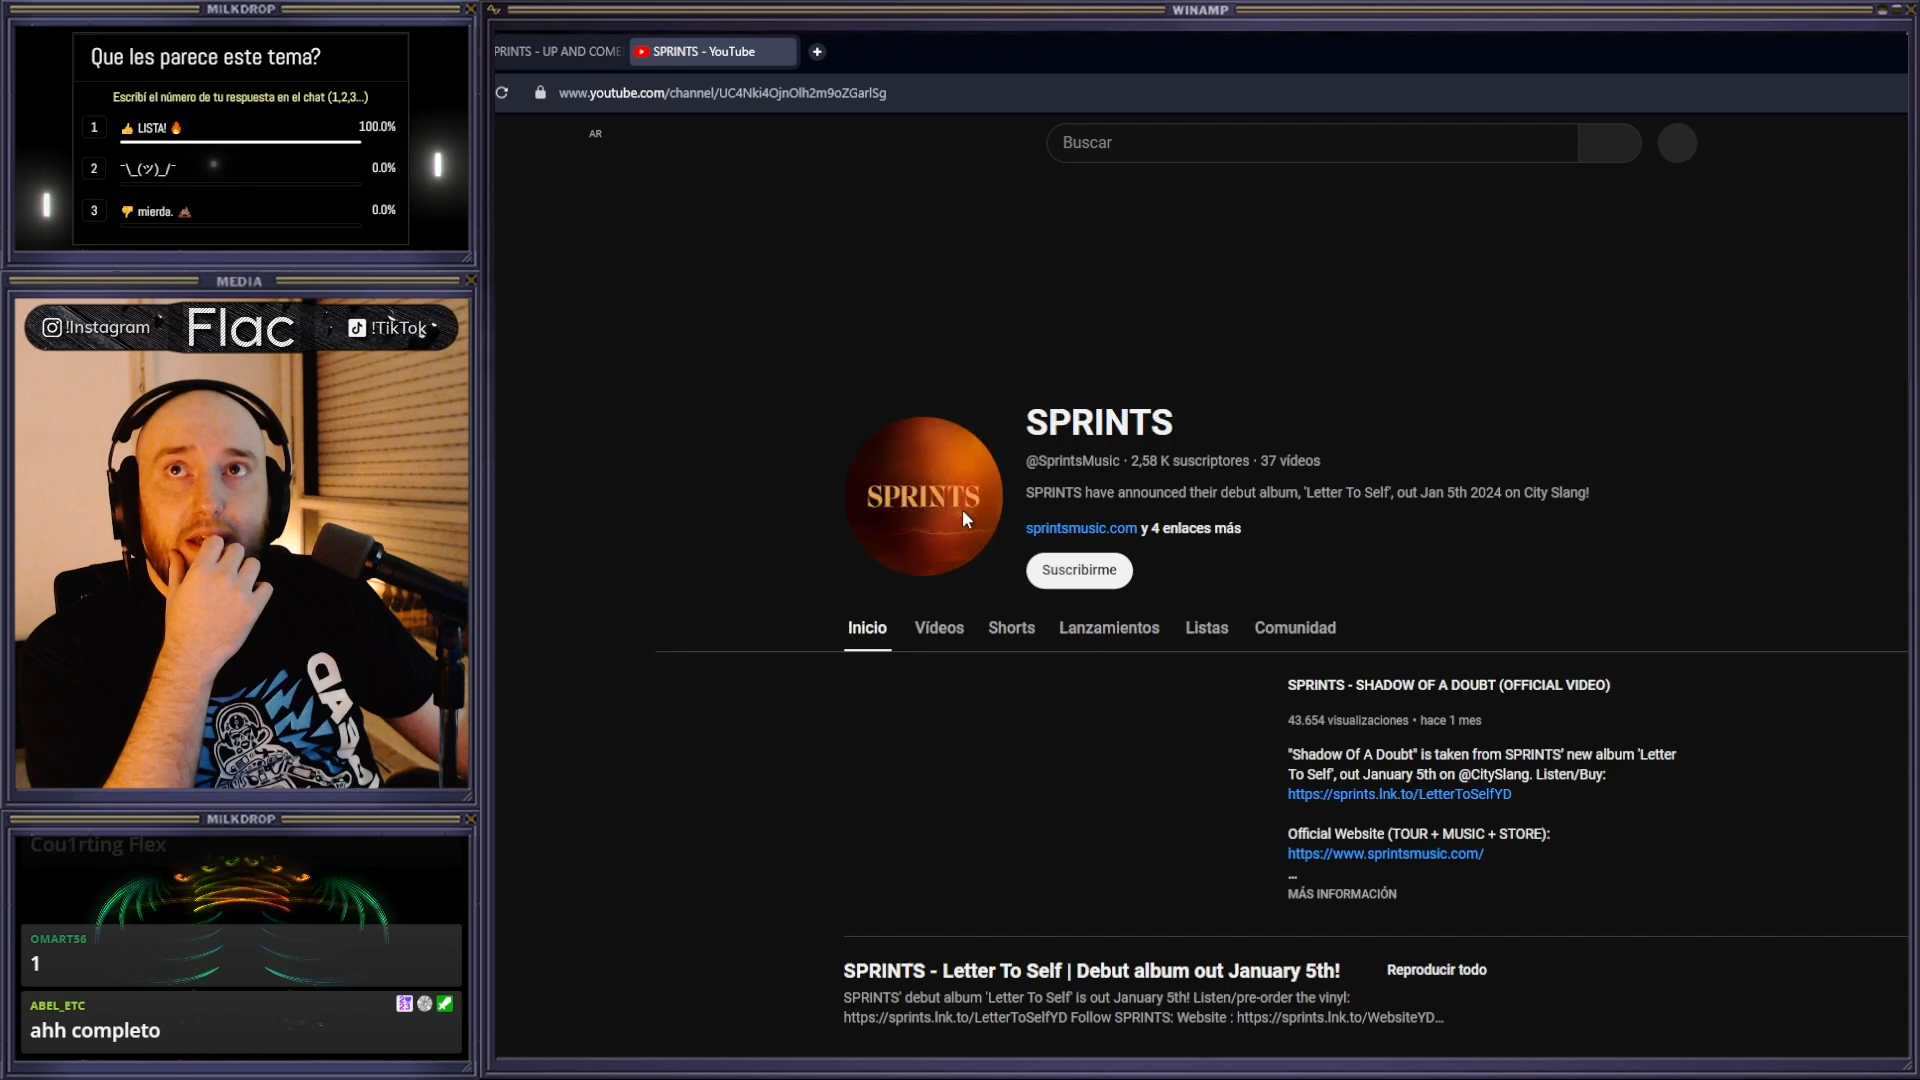 MILKDROP
Que les parece este tema?
Escribí el número de tu respuesta en el chat (1,2,3...)
1 👍 LISTA! 🔥 100.0%
2 ¯\_(ツ)_/¯ 0.0%
3 👎 mierda. 💩 0.0%
MEDIA
!Instagram Flac !TikTok
MILKDROP
Cou1rting Flex
OMART56
1
ABEL_ETC
ahh completo
WINAMP
PRINTS - UP AND COME SPRINTS - YouTube
www.youtube.com/channel/UC4Nki4OjnOlh2m9oZGarlSg
AR
Buscar
SPRINTS
SPRINTS
@SprintsMusic · 2,58 K suscriptores · 37 vídeos
SPRINTS have announced their debut album, 'Letter To Self', out Jan 5th 2024 on City Slang!
sprintsmusic.com y 4 enlaces más
Suscribirme
Inicio Vídeos Shorts Lanzamientos Listas Comunidad
SPRINTS - SHADOW OF A DOUBT (OFFICIAL VIDEO)
43.654 visualizaciones • hace 1 mes
"Shadow Of A Doubt" is taken from SPRINTS' new album 'Letter
To Self', out January 5th on @CitySlang. Listen/Buy:
https://sprints.lnk.to/LetterToSelfYD
Official Website (TOUR + MUSIC + STORE):
https://www.sprintsmusic.com/
...
MÁS INFORMACIÓN
SPRINTS - Letter To Self | Debut album out January 5th! Reproducir todo
SPRINTS' debut album 'Letter To Self' is out January 5th! Listen/pre-order the vinyl:
https://sprints.lnk.to/LetterToSelfYD Follow SPRINTS: Website : https://sprints.lnk.to/WebsiteYD...